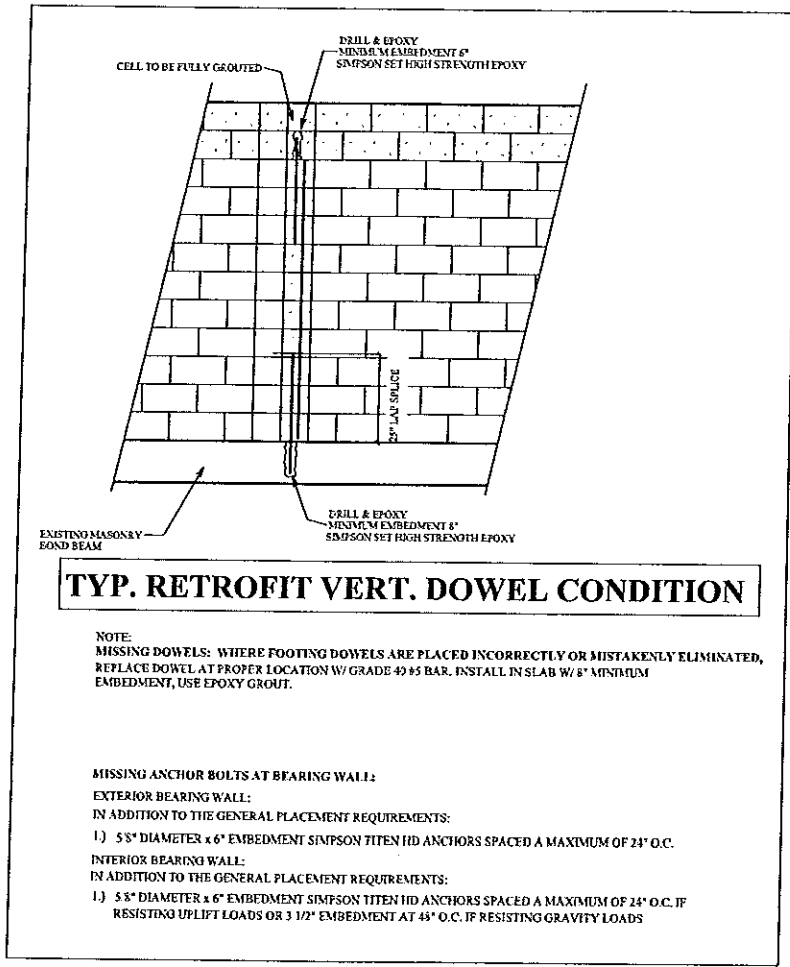 DRILL & EPOXY
MINIMUM EMBEDMENT 6"
SIMPSON SET HIGH STRENGTH EPOXY
CELL TO BE FULLY GROUTED
25" LAP SPLICE
DRILL & EPOXY
MINIMUM EMBEDMENT 8"
SIMPSON SET HIGH STRENGTH EPOXY
EXISTING MASONRY
BOND BEAM
TYP. RETROFIT VERT. DOWEL CONDITION
NOTE:
MISSING DOWELS: WHERE FOOTING DOWELS ARE PLACED INCORRECTLY OR MISTAKENLY ELIMINATED,
REPLACE DOWEL AT PROPER LOCATION W/ GRADE 40 #5 BAR. INSTALL IN SLAB W/ 8" MINIMUM
EMBEDMENT, USE EPOXY GROUT.
MISSING ANCHOR BOLTS AT BEARING WALL:
EXTERIOR BEARING WALL:
IN ADDITION TO THE GENERAL PLACEMENT REQUIREMENTS:
1.) 5/8" DIAMETER x 6" EMBEDMENT SIMPSON TITEN HD ANCHORS SPACED A MAXIMUM OF 24" O.C.
INTERIOR BEARING WALL:
IN ADDITION TO THE GENERAL PLACEMENT REQUIREMENTS:
1.) 5/8" DIAMETER x 6" EMBEDMENT SIMPSON TITEN HD ANCHORS SPACED A MAXIMUM OF 24" O.C. IF
RESISTING UPLIFT LOADS OR 3 1/2" EMBEDMENT AT 48" O.C. IF RESISTING GRAVITY LOADS